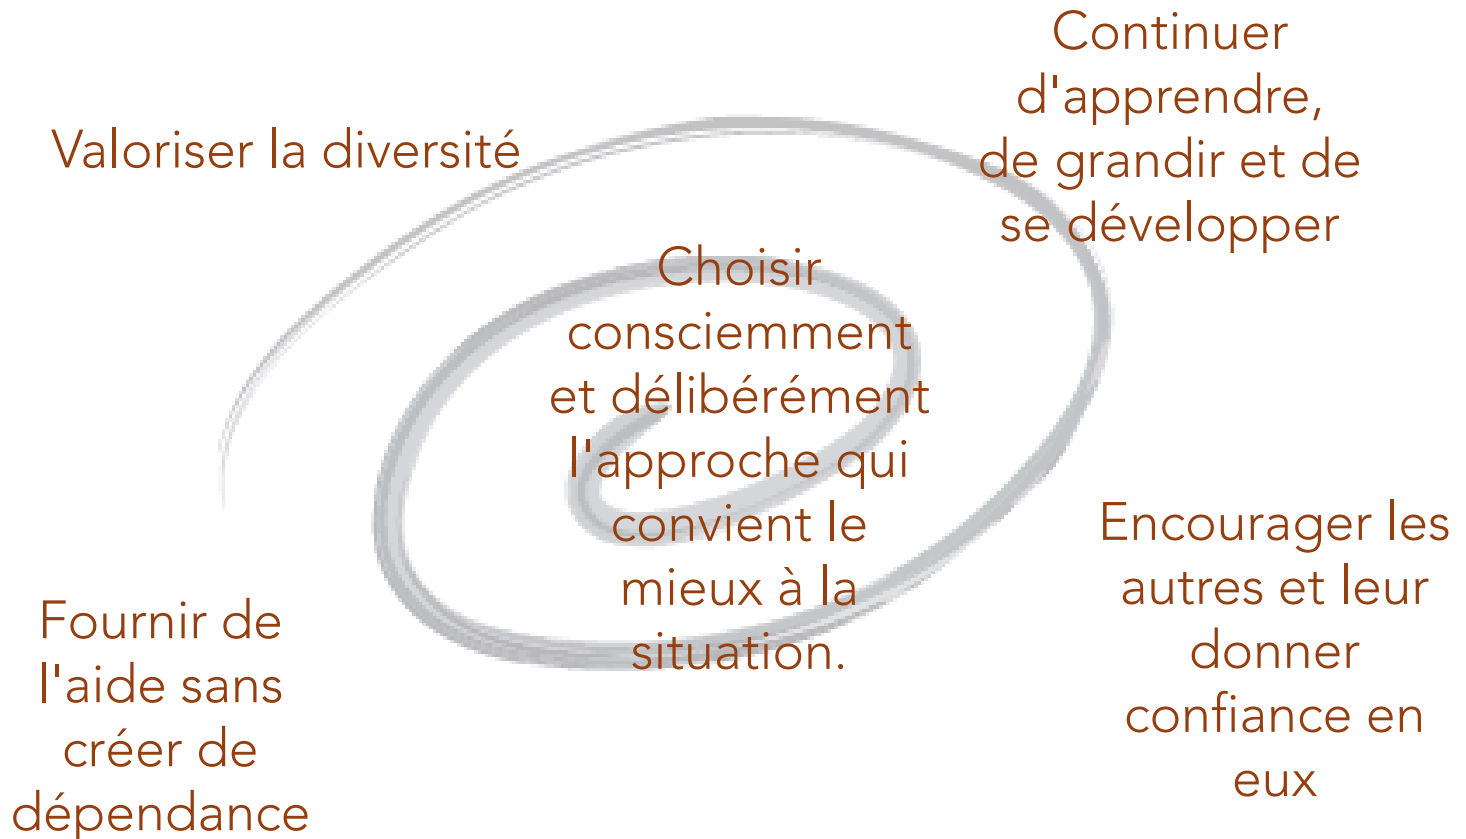 Valoriser la diversité
Continuer
d'apprendre,
de grandir et de
se développer
Choisir
consciemment
et délibérément
l'approche qui
convient le
mieux à la
situation.
Fournir de
l'aide sans
créer de
dépendance
Encourager les
autres et leur
donner
confiance en
eux